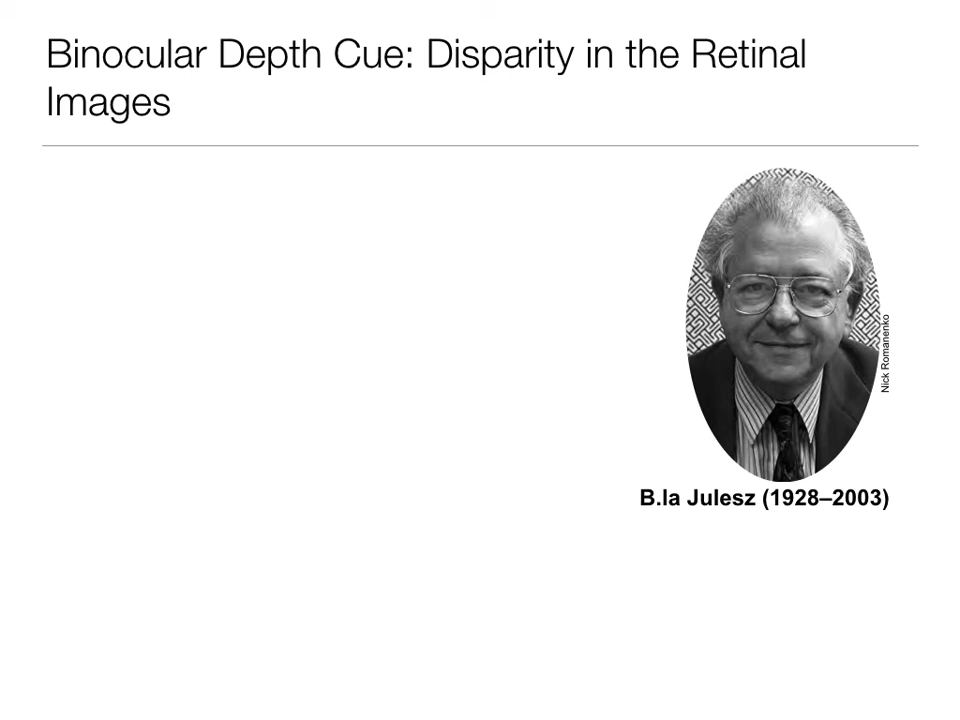 Binocular Depth Cue: Disparity in the Retinal
Images
Nick Romanenko
B.la Julesz (1928–2003)